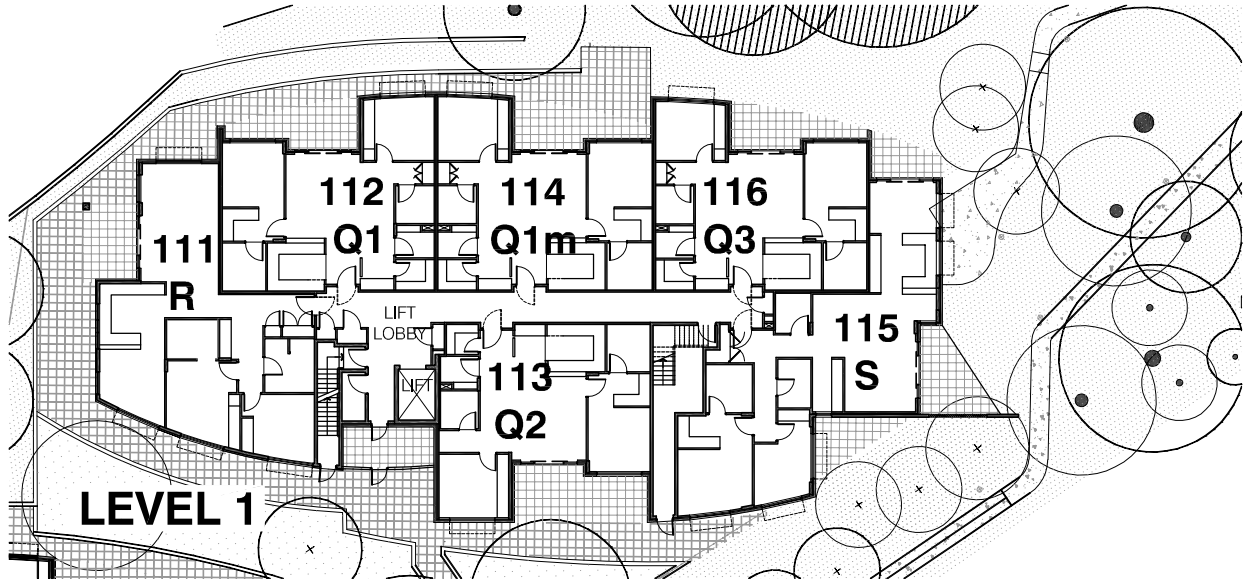 112
Q1
114
Q1m
116
Q3
111
R
LIFT
LOBBY
115
S
113
Q2
LIFT
LEVEL 1